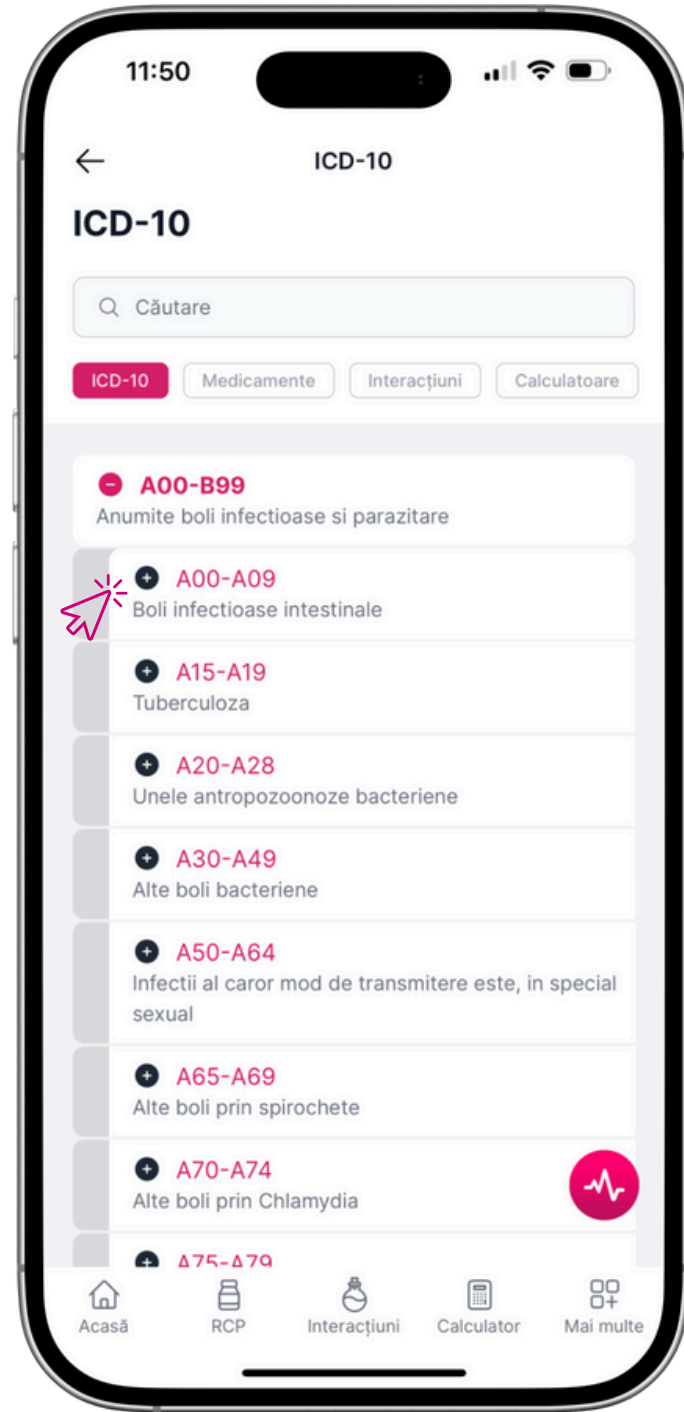 11:50
ICD-10
ICD-10
Căutare
ICD-10 Medicamente Interacțiuni Calculatoare
A00-B99
Anumite boli infectioase si parazitare
A00-A09
Boli infectioase intestinale
A15-A19
Tuberculoza
A20-A28
Unele antropozoonoze bacteriene
A30-A49
Alte boli bacteriene
A50-A64
Infectii al caror mod de transmitere este, in special
sexual
A65-A69
Alte boli prin spirochete
A70-A74
Alte boli prin Chlamydia
A75-A79
Acasă RCP Interacțiuni Calculator Mai multe